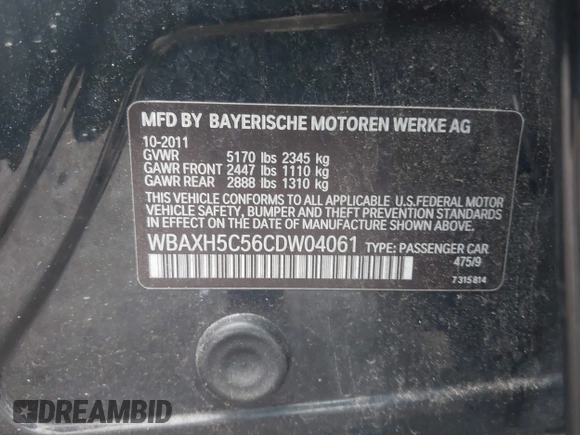 MFD BY BAYERISCHE MOTOREN WERKE AG
10-2011
GVWR 5170 lbs 2345 kg
GAWR FRONT 2447 lbs 1110 kg
GAWR REAR 2888 lbs 1310 kg
THIS VEHICLE CONFORMS TO ALL APPLICABLE U.S.FEDERAL MOTOR
VEHICLE SAFETY, BUMPER AND THEFT PREVENTION STANDARDS
IN EFFECT ON THE DATE OF MANUFACTURE SHOWN ABOVE.
WBAXH5C56CDW04061 TYPE: PASSENGER CAR
475/9
7315814
DREAMBID